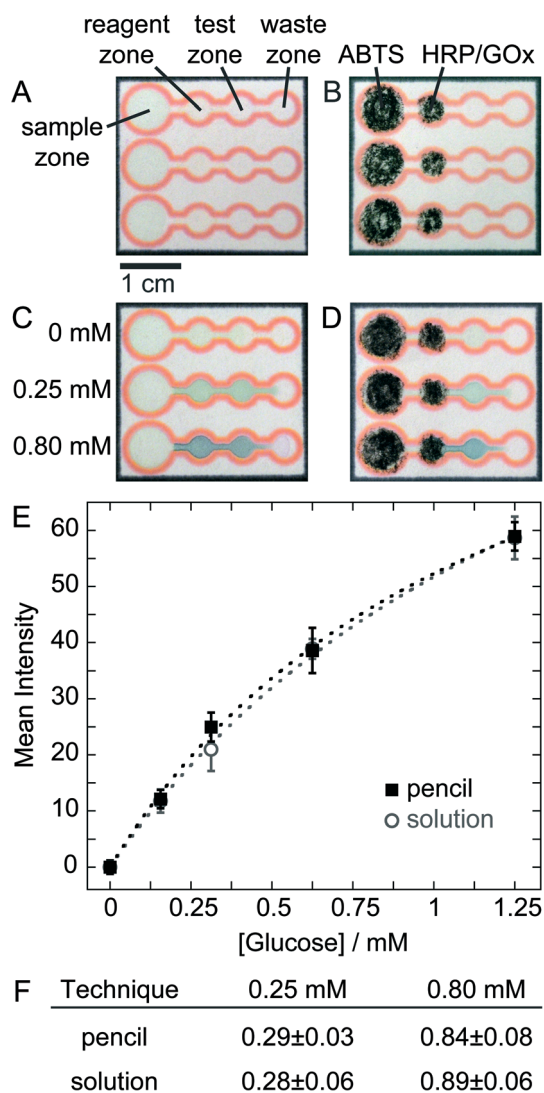 reagent zone
test zone
waste zone
ABTS
HRP/GOx
A
B
sample zone
1 cm
C
D
0 mM
0.25 mM
0.80 mM
E
60
50
40
30
20
10
0
Mean Intensity
pencil
solution
0 0.25 0.5 0.75 1 1.25
[Glucose] / mM
F Technique 0.25 mM 0.80 mM
pencil 0.29±0.03 0.84±0.08
solution 0.28±0.06 0.89±0.06